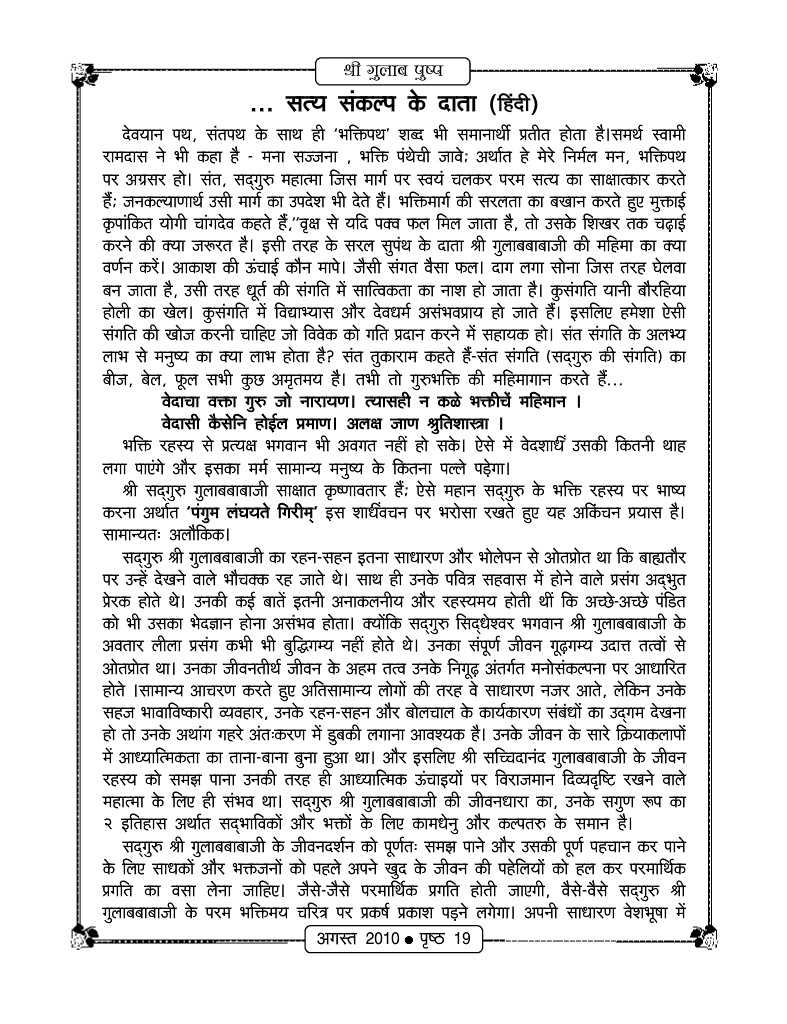 श्री गुलाब पुष्प
... सत्य संकल्प के दाता (हिंदी)
देवयान पथ, संतपथ के साथ ही 'भक्तिपथ' शब्द भी समानार्थी प्रतीत होता है।समर्थ स्वामी
रामदास ने भी कहा है - मना सज्जना , भक्ति पंथेची जावे; अर्थात हे मेरे निर्मल मन, भक्तिपथ
पर अग्रसर हो। संत, सद्‌गुरु महात्मा जिस मार्ग पर स्वयं चलकर परम सत्य का साक्षात्कार करते
हैं; जनकल्याणार्थ उसी मार्ग का उपदेश भी देते हैं। भक्तिमार्ग की सरलता का बखान करते हुए मुक्ताई
कृपांकित योगी चांगदेव कहते हैं,''वृक्ष से यदि पक्व फल मिल जाता है, तो उसके शिखर तक चढ़ाई
करने की क्या जरूरत है। इसी तरह के सरल सुपंथ के दाता श्री गुलाबबाबाजी की महिमा का क्या
वर्णन करें। आकाश की ऊंचाई कौन मापे। जैसी संगत वैसा फल। दाग लगा सोना जिस तरह घेलवा
बन जाता है, उसी तरह धूर्त की संगति में सात्विकता का नाश हो जाता है। कुसंगति यानी बौरहिया
होली का खेल। कुसंगति में विद्याभ्यास और देवधर्म असंभवप्राय हो जाते हैं। इसलिए हमेशा ऐसी
संगति की खोज करनी चाहिए जो विवेक को गति प्रदान करने में सहायक हो। संत संगति के अलभ्य
लाभ से मनुष्य का क्या लाभ होता है? संत तुकाराम कहते हैं-संत संगति (सद्‌गुरु की संगति) का
बीज, बेल, फूल सभी कुछ अमृतमय है। तभी तो गुरुभक्ति की महिमागान करते हैं...
वेदाचा वक्ता गुरु जो नारायण। त्यासही न कळे भक्तीचें महिमान ।
वेदासी कैसेनि होईल प्रमाण। अलक्ष जाण श्रुतिशास्त्रा ।
भक्ति रहस्य से प्रत्यक्ष भगवान भी अवगत नहीं हो सके। ऐसे में वेदशार्धं उसकी कितनी थाह
लगा पाएंगे और इसका मर्म सामान्य मनुष्य के कितना पल्ले पड़ेगा।
श्री सद्‌गुरु गुलाबबाबाजी साक्षात कृष्णावतार हैं; ऐसे महान सद्‌गुरु के भक्ति रहस्य पर भाष्य
करना अर्थात 'पंगुम लंघयते गिरीम्' इस शार्धंवचन पर भरोसा रखते हुए यह अकिंचन प्रयास है।
सामान्यतः अलौकिक।
सद्‌गुरु श्री गुलाबबाबाजी का रहन-सहन इतना साधारण और भोलेपन से ओतप्रोत था कि बाह्यतौर
पर उन्हें देखने वाले भौचक्क रह जाते थे। साथ ही उनके पवित्र सहवास में होने वाले प्रसंग अद्‌भुत
प्रेरक होते थे। उनकी कई बातें इतनी अनाकलनीय और रहस्यमय होती थीं कि अच्छे-अच्छे पंडित
को भी उसका भेदज्ञान होना असंभव होता। क्योंकि सद्‌गुरु सिद्धेश्वर भगवान श्री गुलाबबाबाजी के
अवतार लीला प्रसंग कभी भी बुद्धिगम्य नहीं होते थे। उनका संपूर्ण जीवन गूढ़गम्य उदात्त तत्वों से
ओतप्रोत था। उनका जीवनतीर्थ जीवन के अहम तत्व उनके निगूढ़ अंतर्गत मनोसंकल्पना पर आधारित
होते ।सामान्य आचरण करते हुए अतिसामान्य लोगों की तरह वे साधारण नजर आते, लेकिन उनके
सहज भावाविष्कारी व्यवहार, उनके रहन-सहन और बोलचाल के कार्यकारण संबंधों का उद्‌गम देखना
हो तो उनके अथांग गहरे अंतःकरण में डुबकी लगाना आवश्यक है। उनके जीवन के सारे क्रियाकलापों
में आध्यात्मिकता का ताना-बाना बुना हुआ था। और इसलिए श्री सच्चिदानंद गुलाबबाबाजी के जीवन
रहस्य को समझ पाना उनकी तरह ही आध्यात्मिक ऊंचाइयों पर विराजमान दिव्यदृष्टि रखने वाले
महात्मा के लिए ही संभव था। सद्‌गुरु श्री गुलाबबाबाजी की जीवनधारा का, उनके सगुण रूप का
२ इतिहास अर्थात सद्‌भाविकों और भक्तों के लिए कामधेनु और कल्पतरु के समान है।
सद्‌गुरु श्री गुलाबबाबाजी के जीवनदर्शन को पूर्णतः समझ पाने और उसकी पूर्ण पहचान कर पाने
के लिए साधकों और भक्तजनों को पहले अपने खुद के जीवन की पहेलियों को हल कर परमार्थिक
प्रगति का वसा लेना जाहिए। जैसे-जैसे परमार्थिक प्रगति होती जाएगी, वैसे-वैसे सद्‌गुरु श्री
गुलाबबाबाजी के परम भक्तिमय चरित्र पर प्रकर्ष प्रकाश पड़ने लगेगा। अपनी साधारण वेशभूषा में
अगस्त 2010 ● पृष्ठ 19